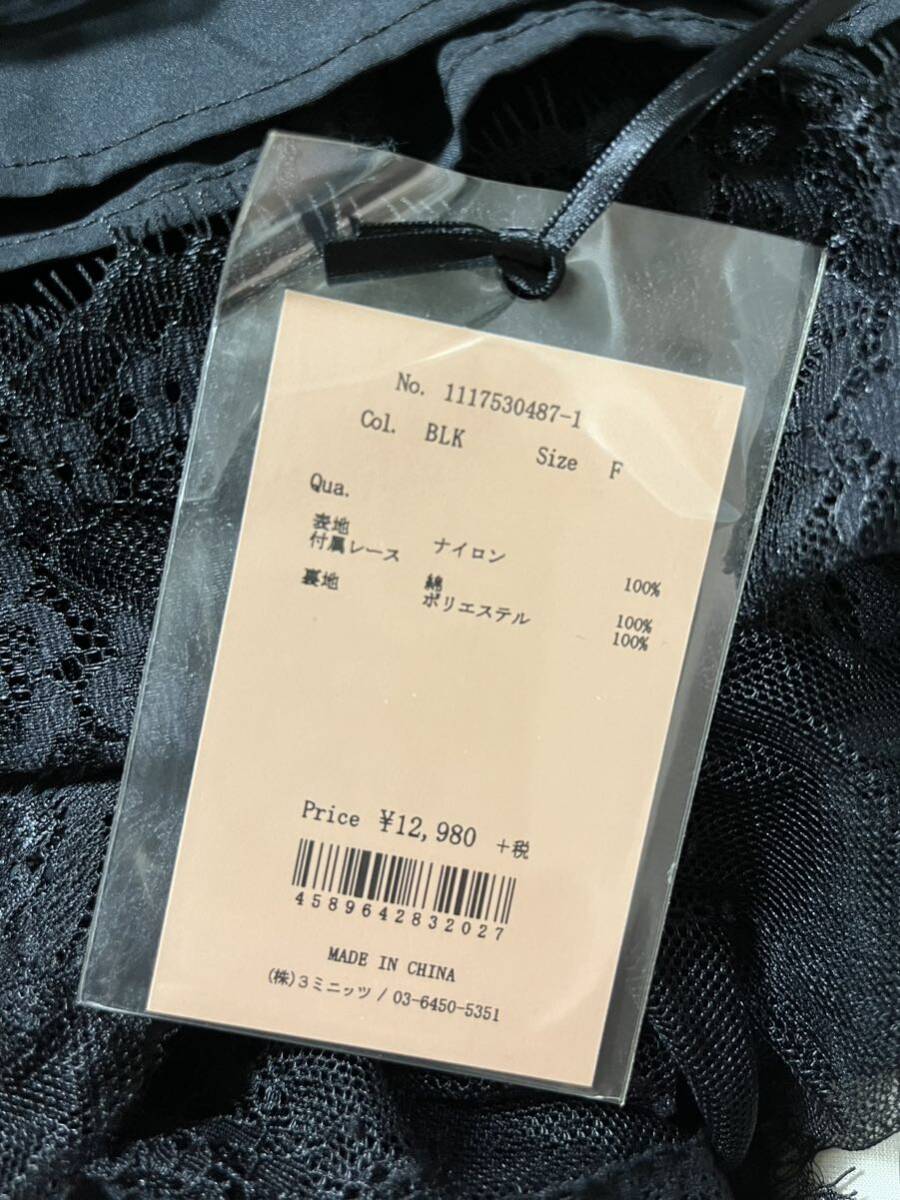 No. 1117530487-1
Col. BLK Size F
Qua.
表地 ナイロン 100%
付属レース 綿 100%
裏地 ポリエステル 100%
Price ¥12,980 +税
4589642832027
MADE IN CHINA
(株)3ミニッツ / 03-6450-5351